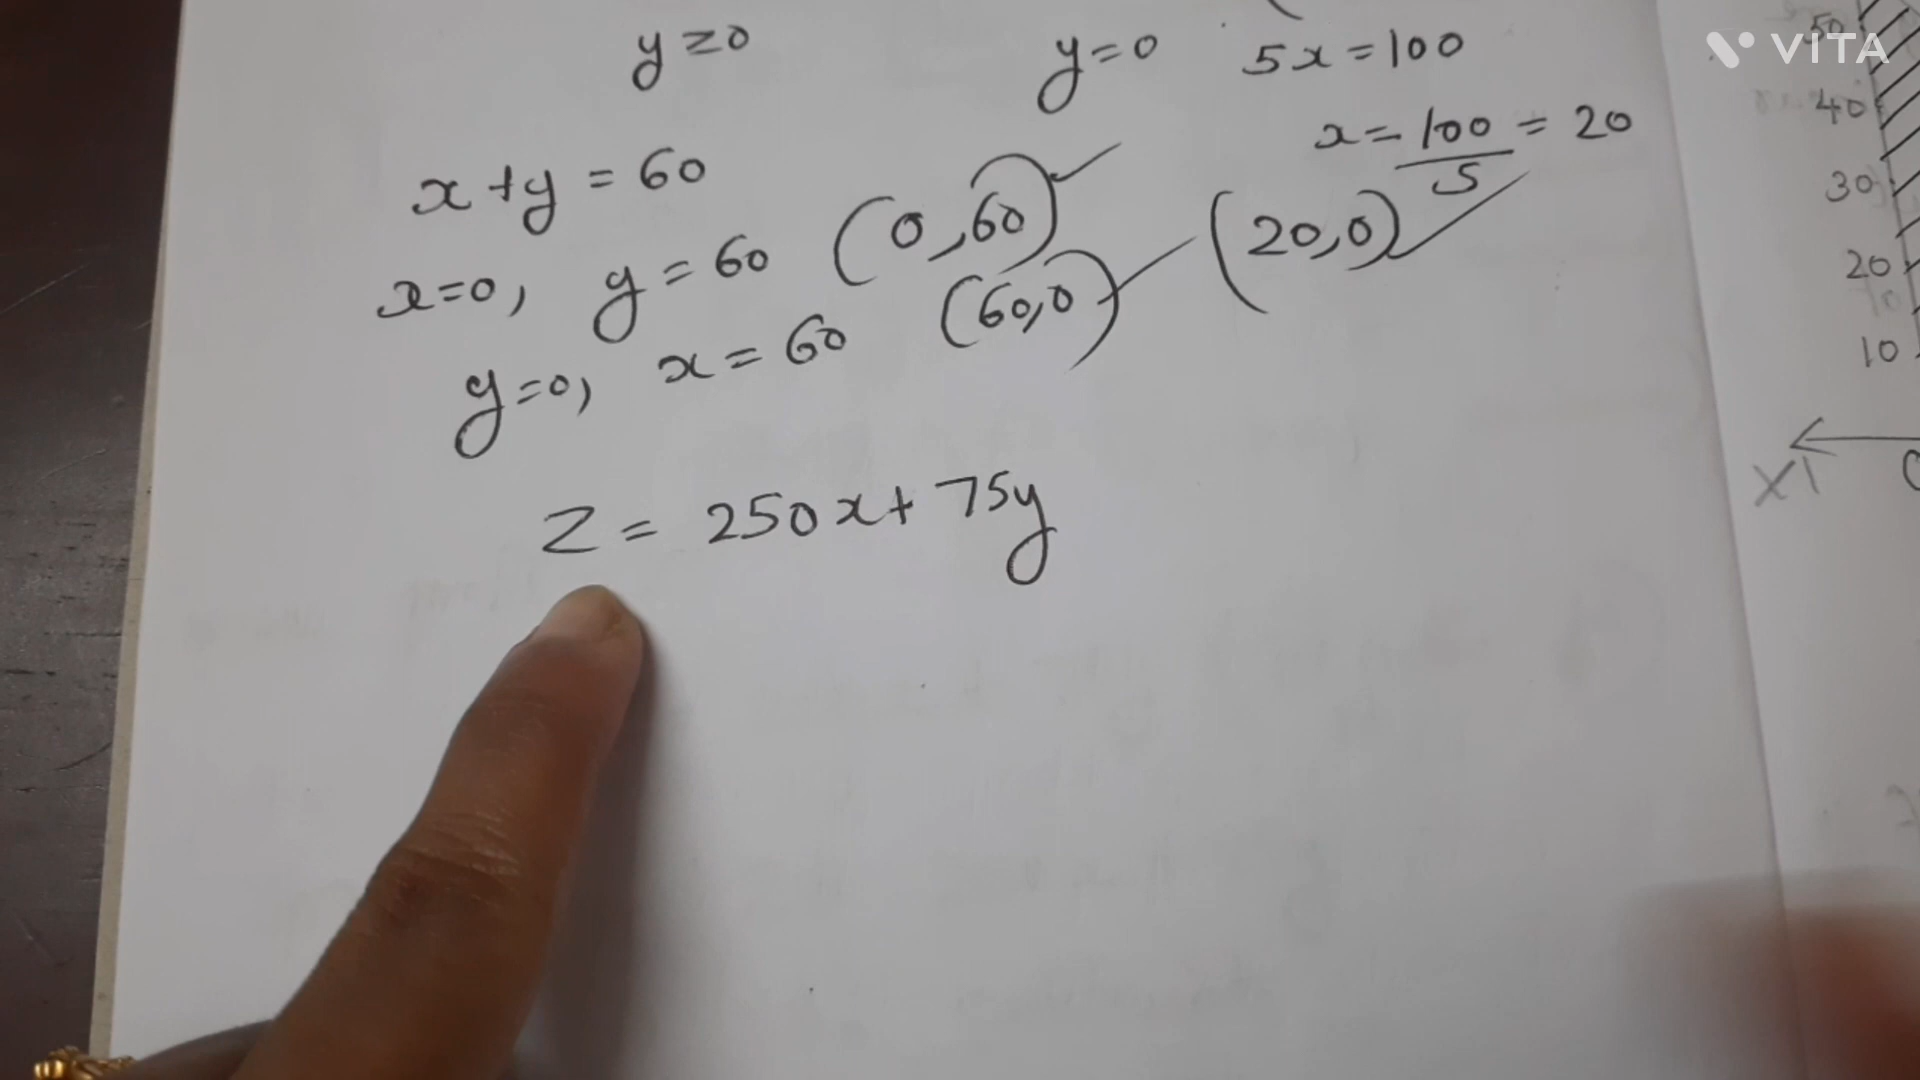 y ≥ 0
y = 0
5x = 100
x = 100/5 = 20
x + y = 60
x = 0, y = 60 (0, 60)
(20, 0)
y = 0, x = 60 (60, 0)
Z = 250x + 75y
50
40
30
20
10
X1
VITA